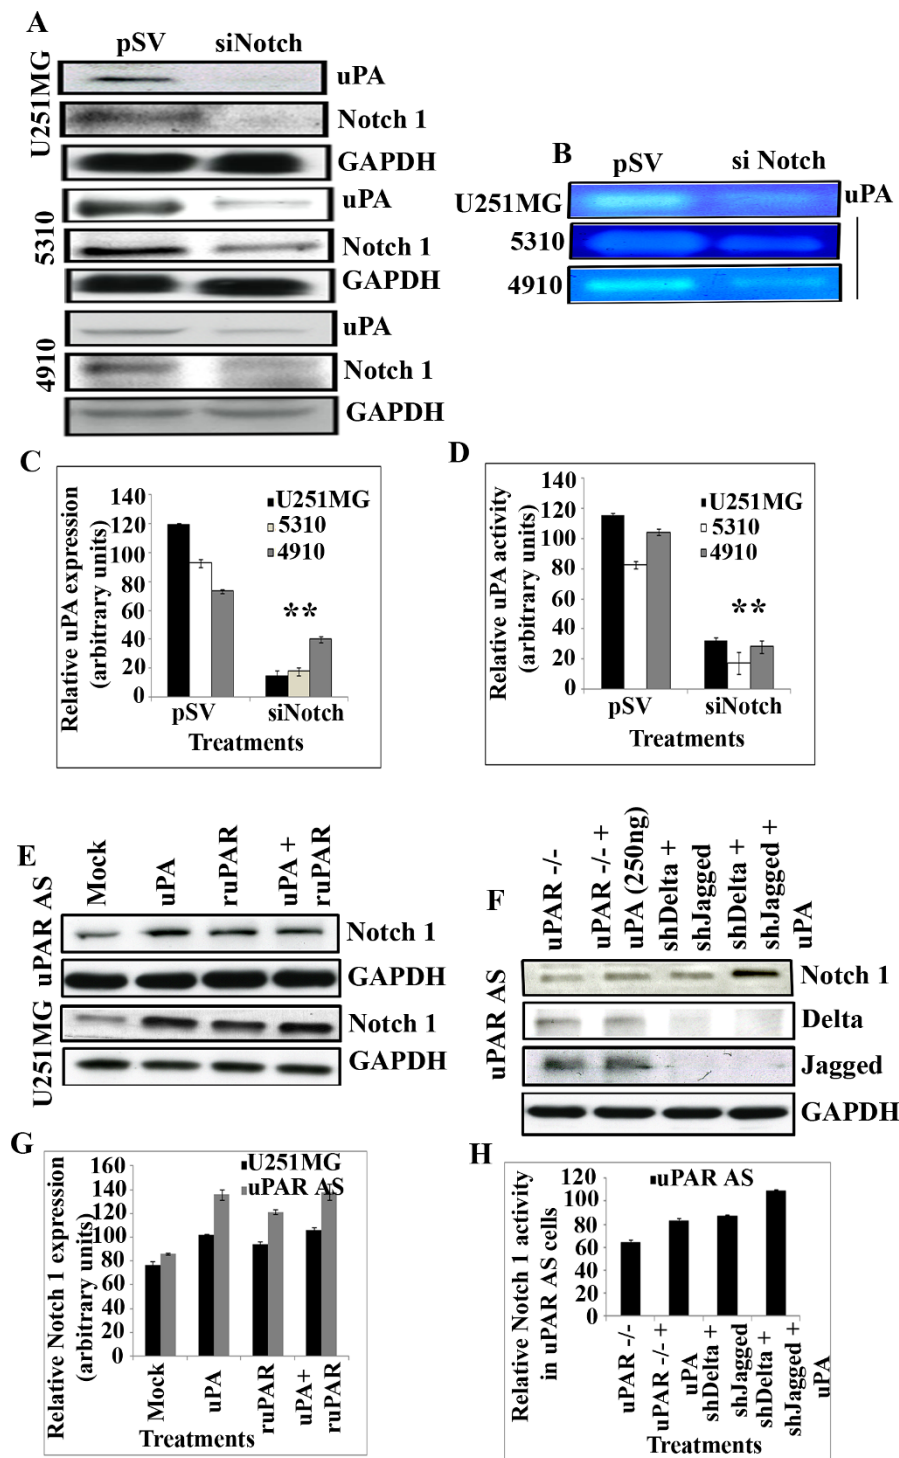 A
pSV siNotch
U251MG
uPA
Notch 1
GAPDH
5310
uPA
Notch 1
GAPDH
4910
uPA
Notch 1
GAPDH
B
pSV si Notch
U251MG uPA
5310
4910
C
Relative uPA expression
(arbitrary units)
140
120
100
80
60
40
20
0
U251MG
5310
4910
**
pSV siNotch
Treatments
D
Relative uPA activity
(arbitrary units)
140
120
100
80
60
40
20
0
U251MG
5310
4910
**
pSV siNotch
Treatments
E
Mock
uPA
ruPAR
uPA +
ruPAR
uPAR AS
Notch 1
GAPDH
U251MG
Notch 1
GAPDH
F
uPAR -/-
uPAR -/- +
uPA (250ng)
shDelta +
shJagged
shDelta +
shJagged +
uPA
uPAR AS
Notch 1
Delta
Jagged
GAPDH
G
Relative Notch 1 expression
(arbitrary units)
160
140
120
100
80
60
40
20
0
U251MG
uPAR AS
Mock
uPA
ruPAR
uPA+
ruPAR
Treatments
H
Relative Notch 1 activity
in uPAR AS cells
120
100
80
60
40
20
0
uPAR AS
uPAR -/-
uPAR -/- +
uPA
shDelta +
shJagged
shDelta +
shJagged +
uPA
Treatments